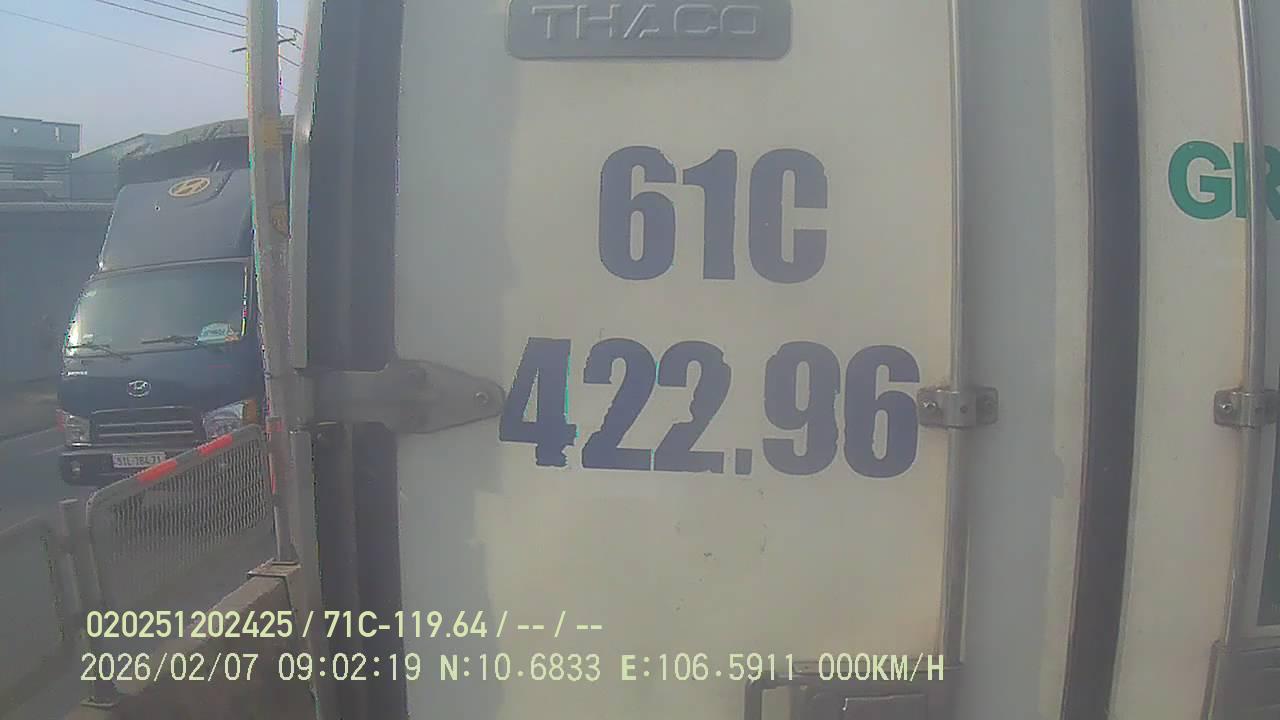 THACO
61C
422.96
GR
020251202425 / 71C-119.64 / -- / --
2026/02/07 09:02:19 N:10.6833 E:106.5911 000KM/H